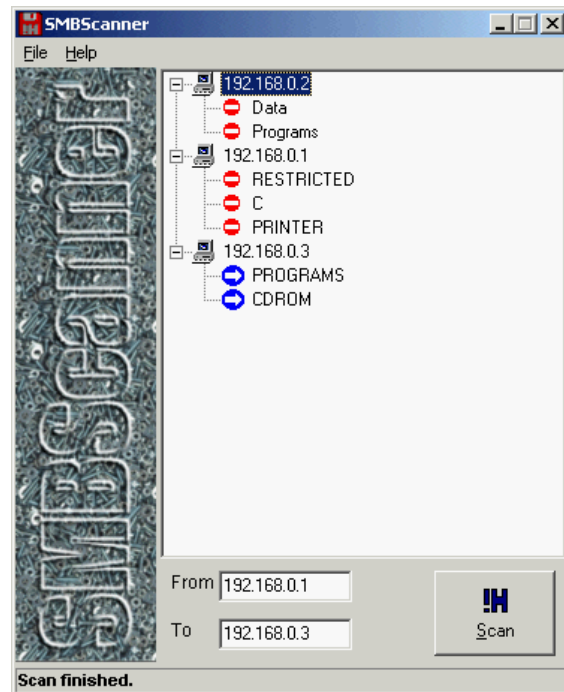 SMBScanner
File Help
SMBScanner
192.168.0.2
Data
Programs
192.168.0.1
RESTRICTED
C
PRINTER
192.168.0.3
PROGRAMS
CDROM
From 192.168.0.1
To 192.168.0.3
!H
Scan
Scan finished.